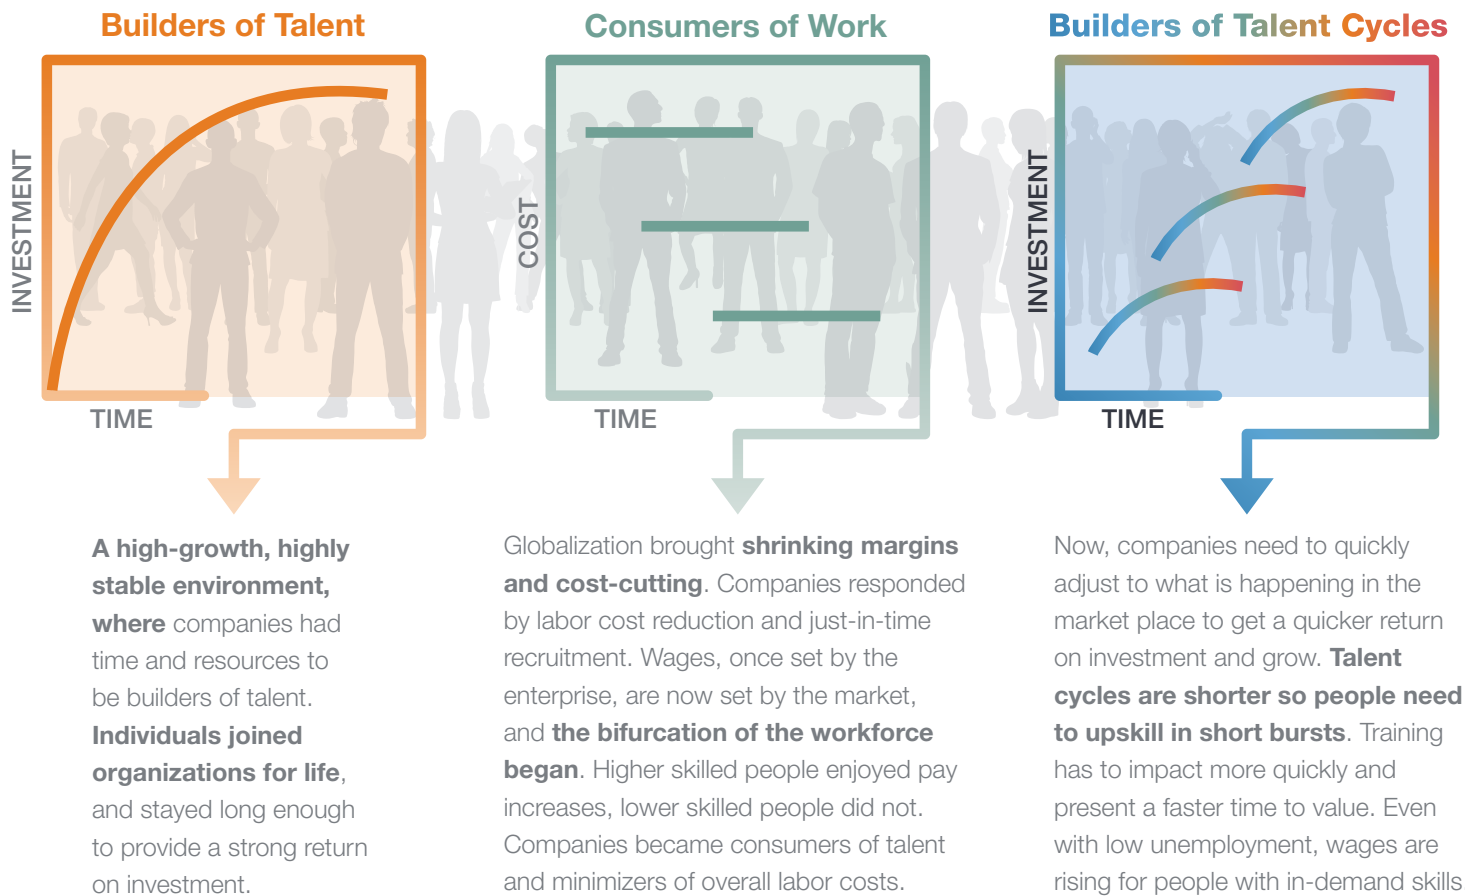 Builders of Talent
INVESTMENT
TIME
A high-growth, highly
stable environment,
where companies had
time and resources to
be builders of talent.
Individuals joined
organizations for life,
and stayed long enough
to provide a strong return
on investment.
Consumers of Work
COST
TIME
Globalization brought shrinking margins
and cost-cutting. Companies responded
by labor cost reduction and just-in-time
recruitment. Wages, once set by the
enterprise, are now set by the market,
and the bifurcation of the workforce
began. Higher skilled people enjoyed pay
increases, lower skilled people did not.
Companies became consumers of talent
and minimizers of overall labor costs.
Builders of Talent Cycles
INVESTMENT
TIME
Now, companies need to quickly
adjust to what is happening in the
market place to get a quicker return
on investment and grow. Talent
cycles are shorter so people need
to upskill in short bursts. Training
has to impact more quickly and
present a faster time to value. Even
with low unemployment, wages are
rising for people with in-demand skills